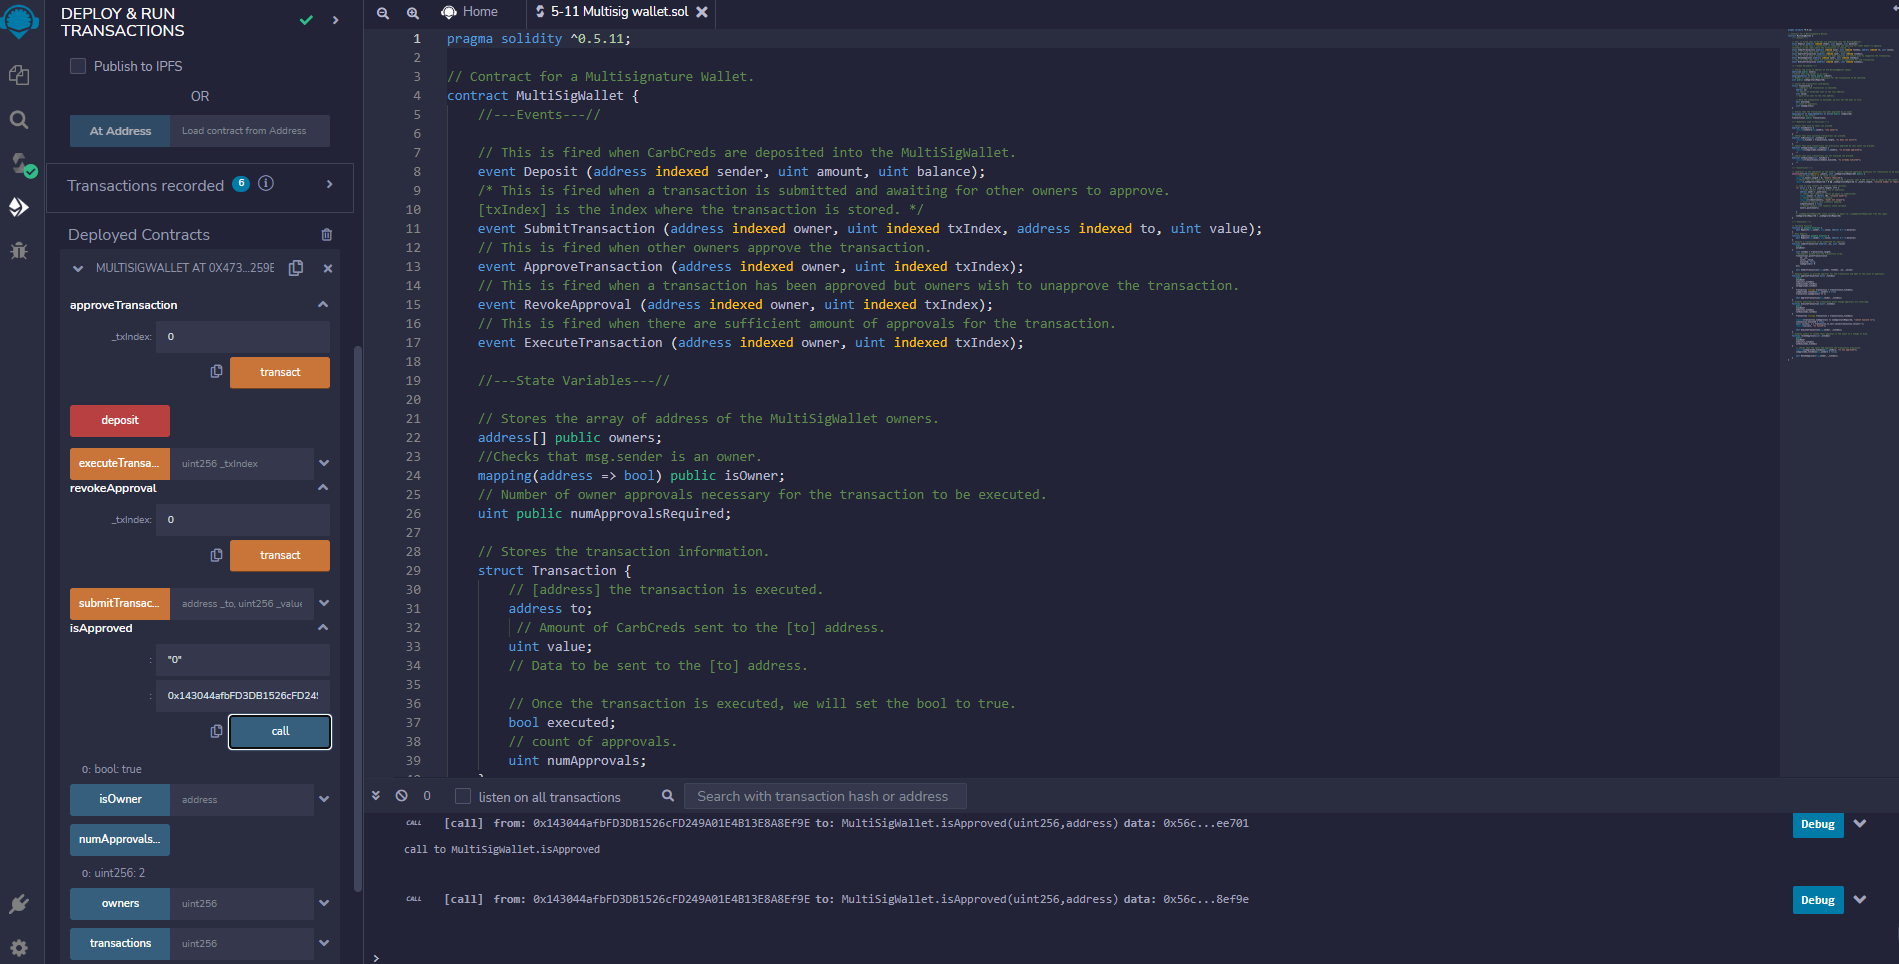 DEPLOY & RUN
TRANSACTIONS
Publish to IPFS
OR
At Address Load contract from Address
Transactions recorded 6 i
Deployed Contracts
MULTISIGWALLET AT 0X473...259E
approveTransaction
_txIndex: 0
transact
deposit
executeTransa... uint256 _txIndex
revokeApproval
_txIndex: 0
transact
submitTransac... address _to, uint256 _value
isApproved
: "0"
: 0x143044afbFD3DB1526cFD249
call
0: bool: true
isOwner address
numApprovals...
0: uint256: 2
owners uint256
transactions uint256
Home 5-11 Multisig wallet.sol
1 pragma solidity ^0.5.11;
2
3 // Contract for a Multisignature Wallet.
4 contract MultiSigWallet {
5 //---Events---//
6
7 // This is fired when CarbCreds are deposited into the MultiSigWallet.
8 event Deposit (address indexed sender, uint amount, uint balance);
9 /* This is fired when a transaction is submitted and awaiting for other owners to approve.
10 [txIndex] is the index where the transaction is stored. */
11 event SubmitTransaction (address indexed owner, uint indexed txIndex, address indexed to, uint value);
12 // This is fired when other owners approve the transaction.
13 event ApproveTransaction (address indexed owner, uint indexed txIndex);
14 // This is fired when a transaction has been approved but owners wish to unapprove the transaction.
15 event RevokeApproval (address indexed owner, uint indexed txIndex);
16 // This is fired when there are sufficient amount of approvals for the transaction.
17 event ExecuteTransaction (address indexed owner, uint indexed txIndex);
18
19 //---State Variables---//
20
21 // Stores the array of address of the MultiSigWallet owners.
22 address[] public owners;
23 //Checks that msg.sender is an owner.
24 mapping(address => bool) public isOwner;
25 // Number of owner approvals necessary for the transaction to be executed.
26 uint public numApprovalsRequired;
27
28 // Stores the transaction information.
29 struct Transaction {
30 // [address] the transaction is executed.
31 address to;
32 // Amount of CarbCreds sent to the [to] address.
33 uint value;
34 // Data to be sent to the [to] address.
35
36 // Once the transaction is executed, we will set the bool to true.
37 bool executed;
38 // count of approvals.
39 uint numApprovals;
0 listen on all transactions Search with transaction hash or address
CALL [call] from: 0x143044afbFD3DB1526cFD249A01E4B13E8A8Ef9E to: MultiSigWallet.isApproved(uint256,address) data: 0x56c...ee701 Debug
call to MultiSigWallet.isApproved
CALL [call] from: 0x143044afbFD3DB1526cFD249A01E4B13E8A8Ef9E to: MultiSigWallet.isApproved(uint256,address) data: 0x56c...8ef9e Debug
>